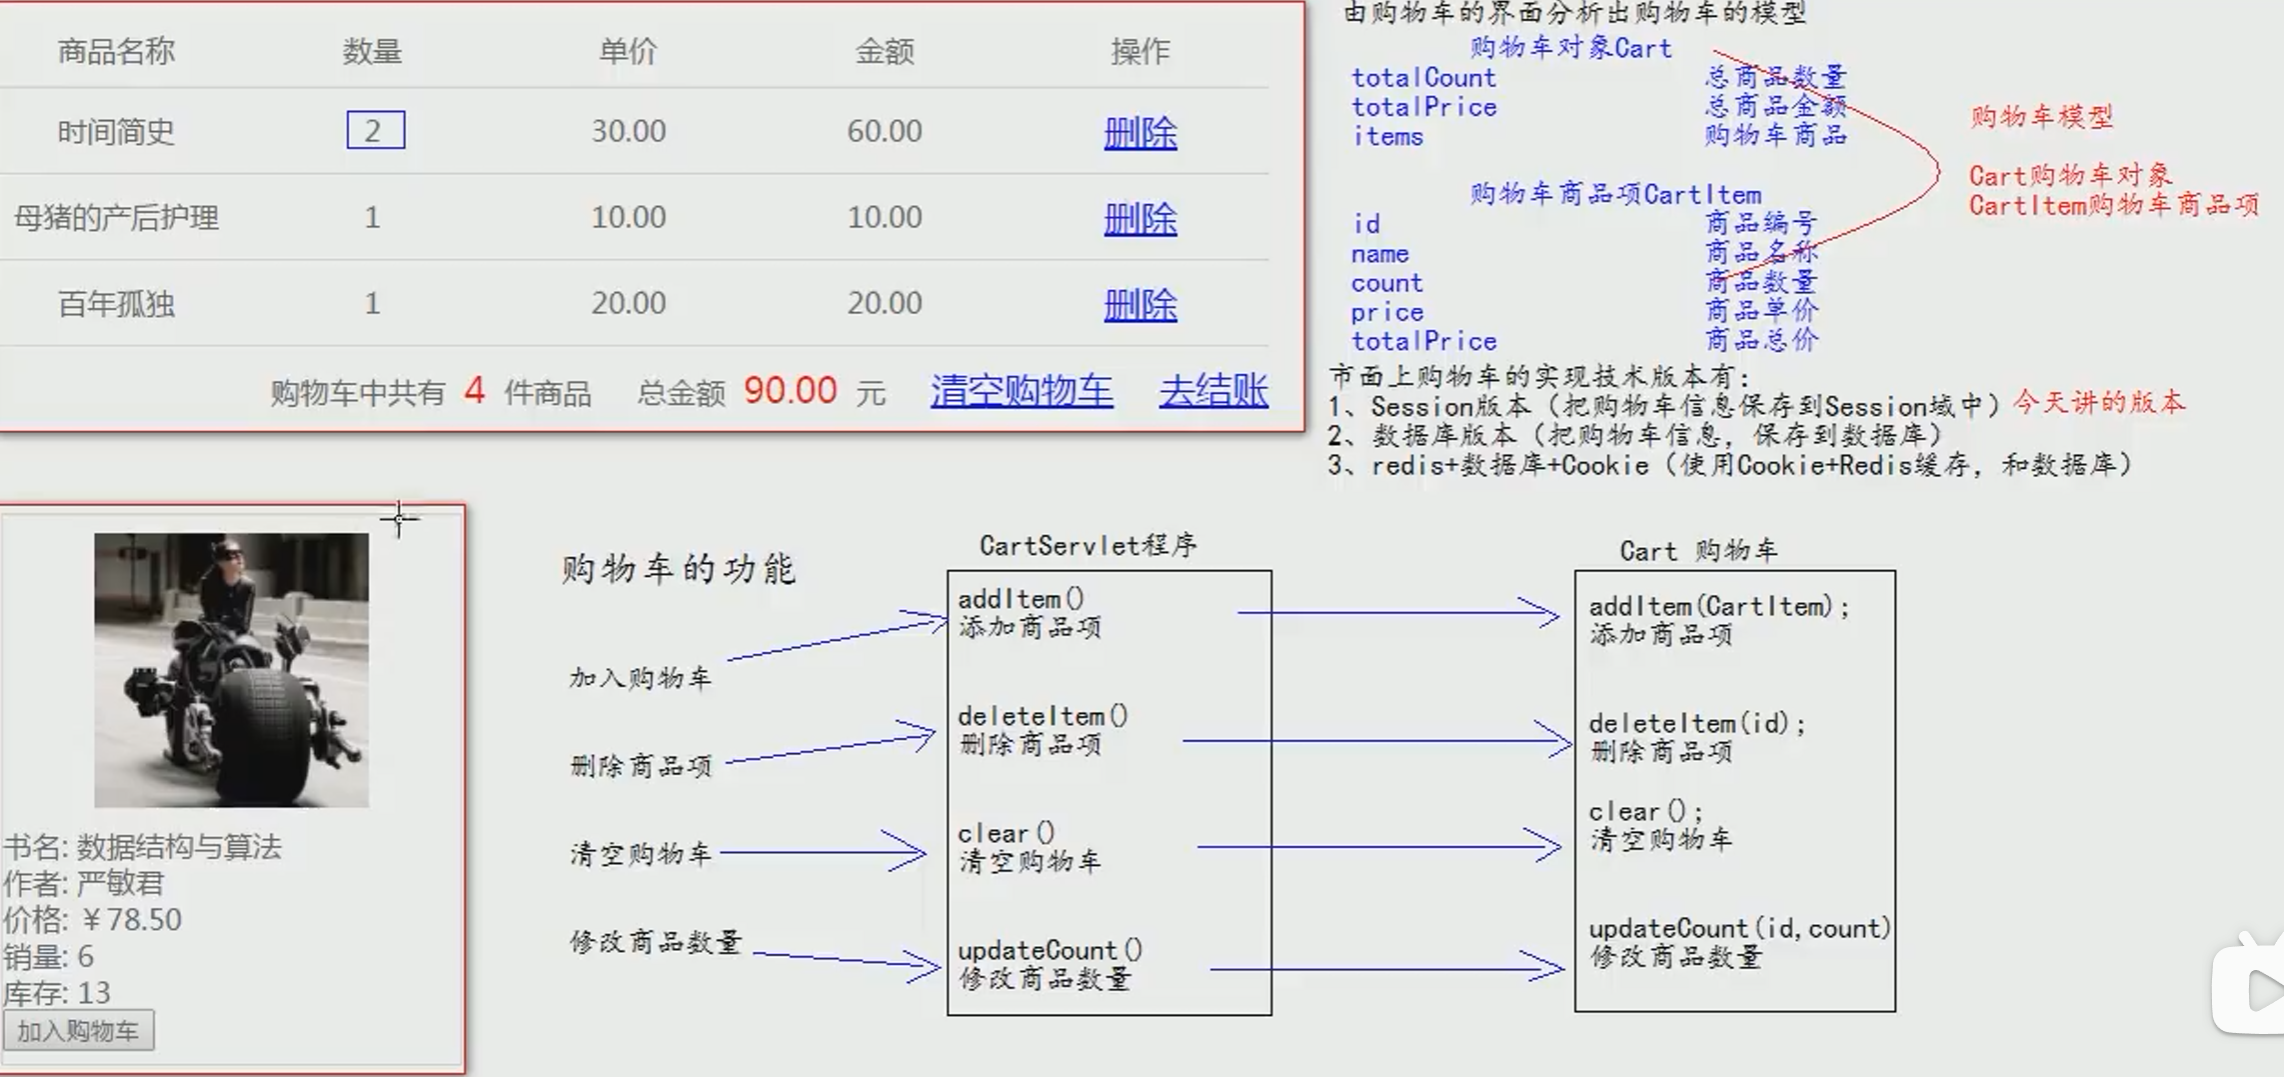 商品名称 数量 单价 金额 操作
时间简史 2 30.00 60.00 删除
母猪的产后护理 1 10.00 10.00 删除
百年孤独 1 20.00 20.00 删除
购物车中共有 4 件商品 总金额 90.00 元 清空购物车 去结账
由购物车的界面分析出购物车的模型
购物车对象Cart
totalCount 总商品数量
totalPrice 总商品金额
items 购物车商品
购物车商品项CartItem
id 商品编号
name 商品名称
count 商品数量
price 商品单价
totalPrice 商品总价
购物车模型
Cart购物车对象
CartItem购物车商品项
市面上购物车的实现技术版本有：
1、Session版本（把购物车信息保存到Session域中）今天讲的版本
2、数据库版本（把购物车信息，保存到数据库）
3、redis+数据库+Cookie（使用Cookie+Redis缓存，和数据库）
书名: 数据结构与算法
作者: 严敏君
价格: ￥78.50
销量: 6
库存: 13
加入购物车
购物车的功能
加入购物车
删除商品项
清空购物车
修改商品数量
CartServlet程序
addItem()
添加商品项
deleteItem()
删除商品项
clear()
清空购物车
updateCount()
修改商品数量
Cart 购物车
addItem(CartItem);
添加商品项
deleteItem(id);
删除商品项
clear();
清空购物车
updateCount(id,count)
修改商品数量